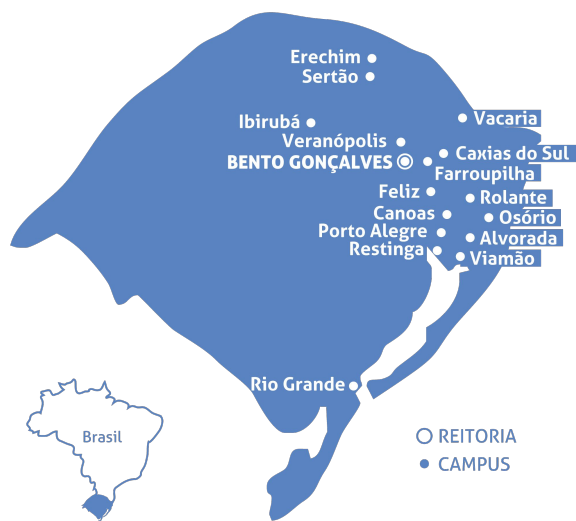 Erechim
Sertão
Vacaria
Ibirubá
Veranópolis
BENTO GONÇALVES
Caxias do Sul
Farroupilha
Feliz
Rolante
Canoas
Osório
Porto Alegre
Alvorada
Restinga
Viamão
Rio Grande
Brasil
REITORIA
CAMPUS